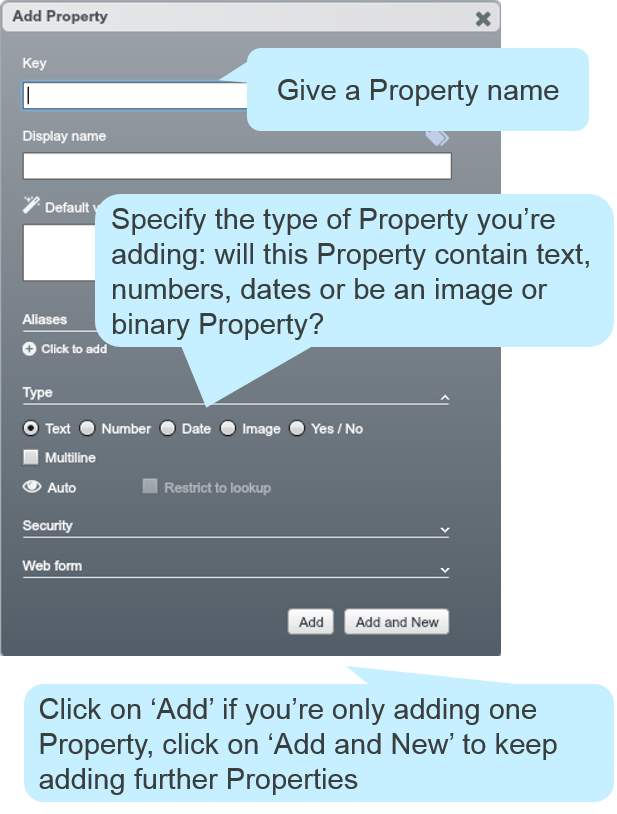 Add Property
Key
Give a Property name
Display name
Default
Specify the type of Property you’re
adding: will this Property contain text,
numbers, dates or be an image or
binary Property?
Aliases
Click to add
Type
Text Number Date Image Yes / No
Multiline
Auto Restrict to lookup
Security
Web form
Add Add and New
Click on ‘Add’ if you’re only adding one
Property, click on ‘Add and New’ to keep
adding further Properties